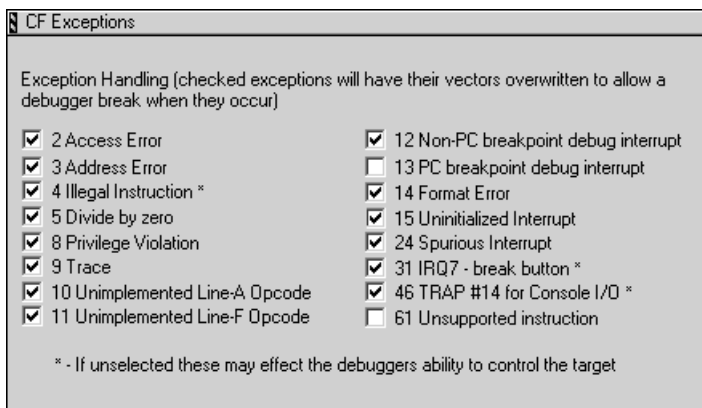 CF Exceptions
Exception Handling (checked exceptions will have their vectors overwritten to allow a
debugger break when they occur)
2 Access Error
3 Address Error
4 Illegal Instruction *
5 Divide by zero
8 Privilege Violation
9 Trace
10 Unimplemented Line-A Opcode
11 Unimplemented Line-F Opcode
12 Non-PC breakpoint debug interrupt
13 PC breakpoint debug interrupt
14 Format Error
15 Uninitialized Interrupt
24 Spurious Interrupt
31 IRQ7 - break button *
46 TRAP #14 for Console I/O *
61 Unsupported instruction
* - If unselected these may effect the debuggers ability to control the target